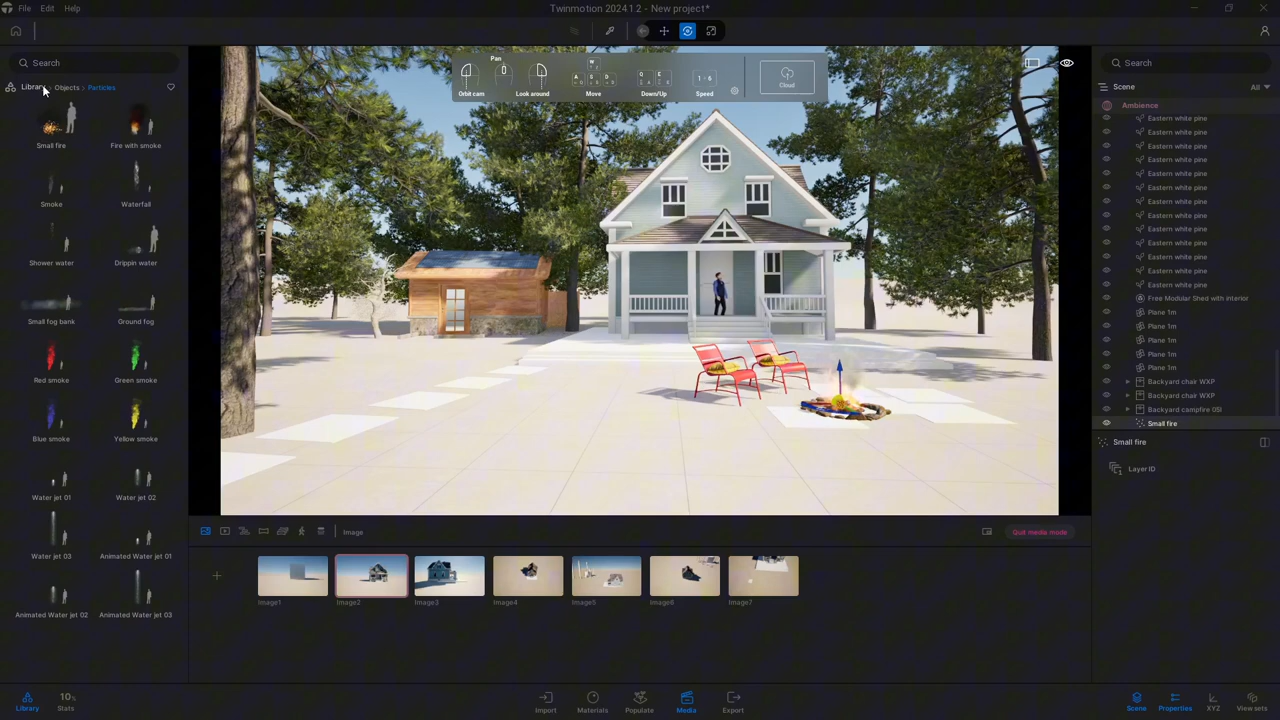 File Edit Help
Twinmotion 2024.1.2 - New project*
Search
Library > Objects > Particles
Small fire
Fire with smoke
Smoke
Waterfall
Shower water
Drippin water
Small fog bank
Ground fog
Red smoke
Green smoke
Blue smoke
Yellow smoke
Water jet 01
Water jet 02
Water jet 03
Animated Water jet 01
Animated Water jet 02
Animated Water jet 03
Pan
Orbit cam
Look around
W
A S D
Move
Q E
Down/Up
1 / 6
Speed
Cloud
Image
Quit media mode
Image1
Image2
Image3
Image4
Image5
Image6
Image7
Search
Scene
All
Ambience
Eastern white pine
Eastern white pine
Eastern white pine
Eastern white pine
Eastern white pine
Eastern white pine
Eastern white pine
Eastern white pine
Eastern white pine
Eastern white pine
Eastern white pine
Eastern white pine
Eastern white pine
Free Modular Shed with interior
Plane 1m
Plane 1m
Plane 1m
Plane 1m
Plane 1m
Backyard chair WXP
Backyard chair WXP
Backyard campfire 0SI
Small fire
Small fire
Layer ID
Library
10%
Stats
Import
Materials
Populate
Media
Export
Scene
Properties
XYZ
View sets